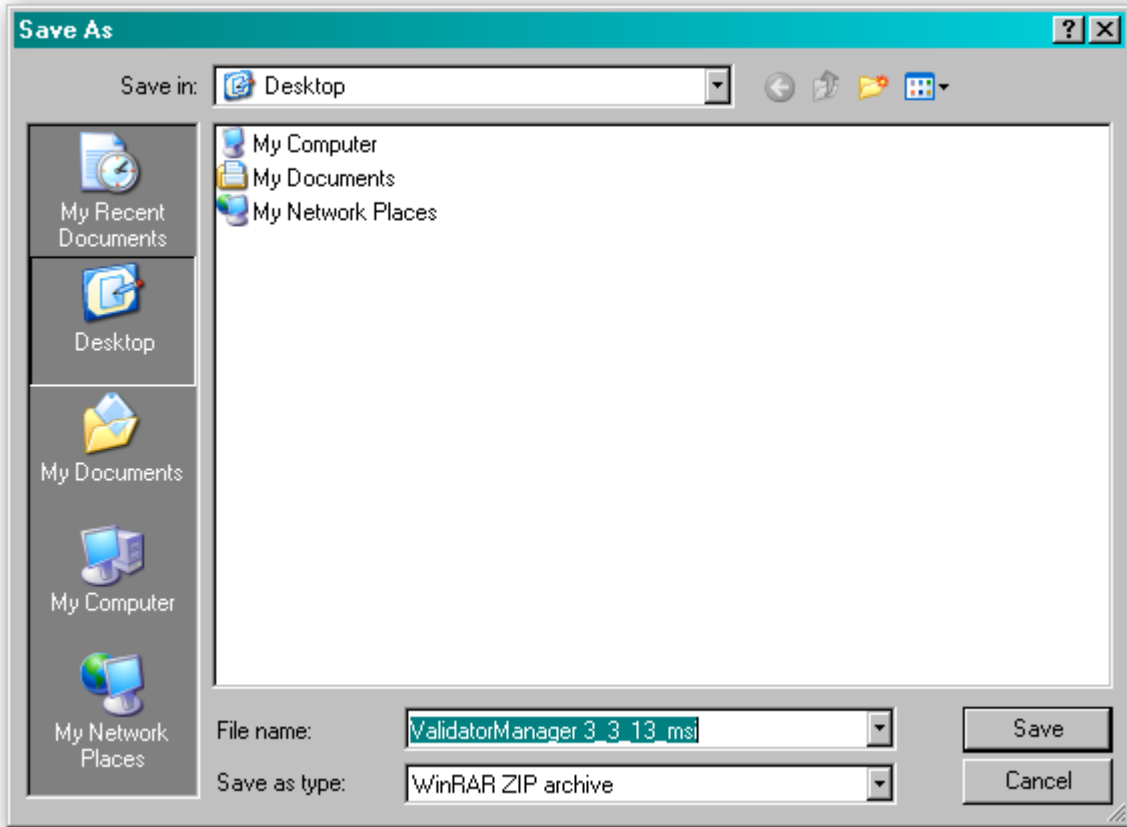 Save As
Save in:
Desktop
My Recent
Documents
Desktop
My Documents
My Computer
My Network
Places
My Computer
My Documents
My Network Places
File name:
ValidatorManager 3_3_13_msi
Save
Save as type:
WinRAR ZIP archive
Cancel